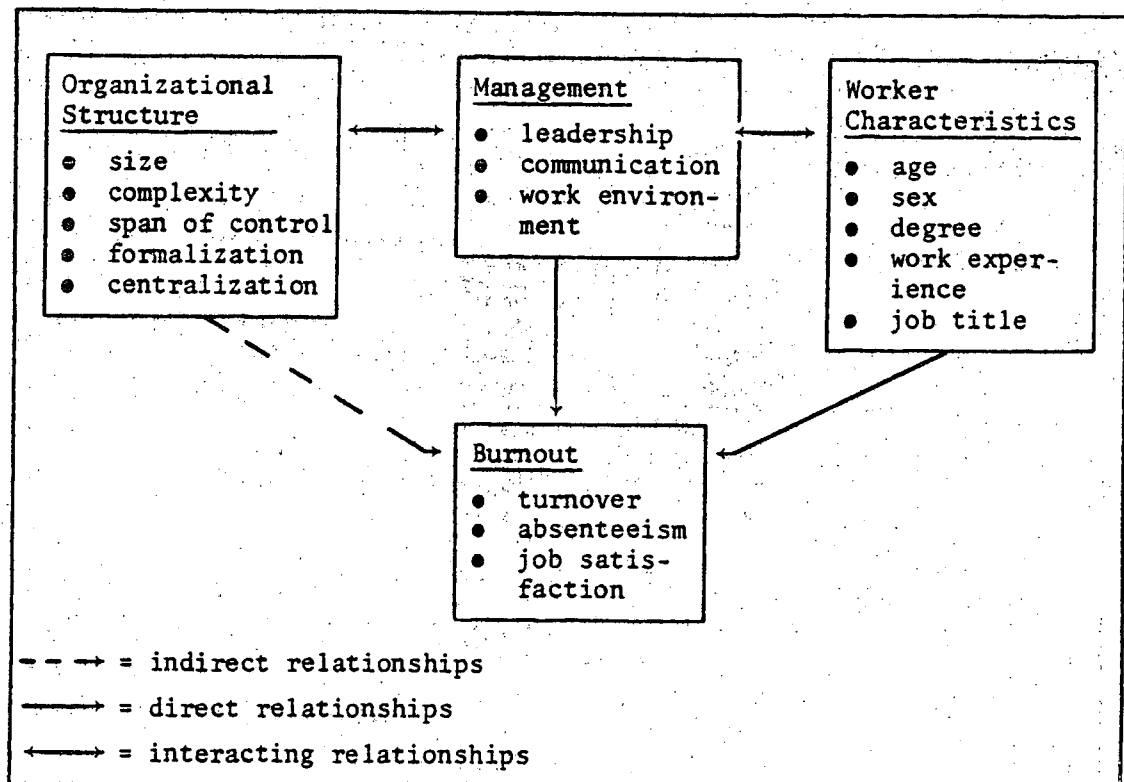 Organizational
Structure
● size
● complexity
● span of control
● formalization
● centralization
Management
● leadership
● communication
● work environ-
ment
Worker
Characteristics
● age
● sex
● degree
● work exper-
ience
● job title
Burnout
● turnover
● absenteeism
● job satis-
faction
= indirect relationships
= direct relationships
= interacting relationships